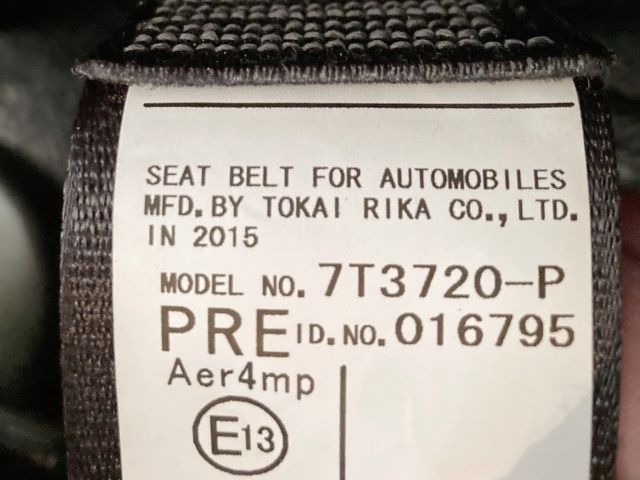 SEAT BELT FOR AUTOMOBILES
MFD. BY TOKAI RIKA CO., LTD.
IN 2015
MODEL NO. 7T3720-P
PRE ID. NO. 016795
Aer4mp
E13